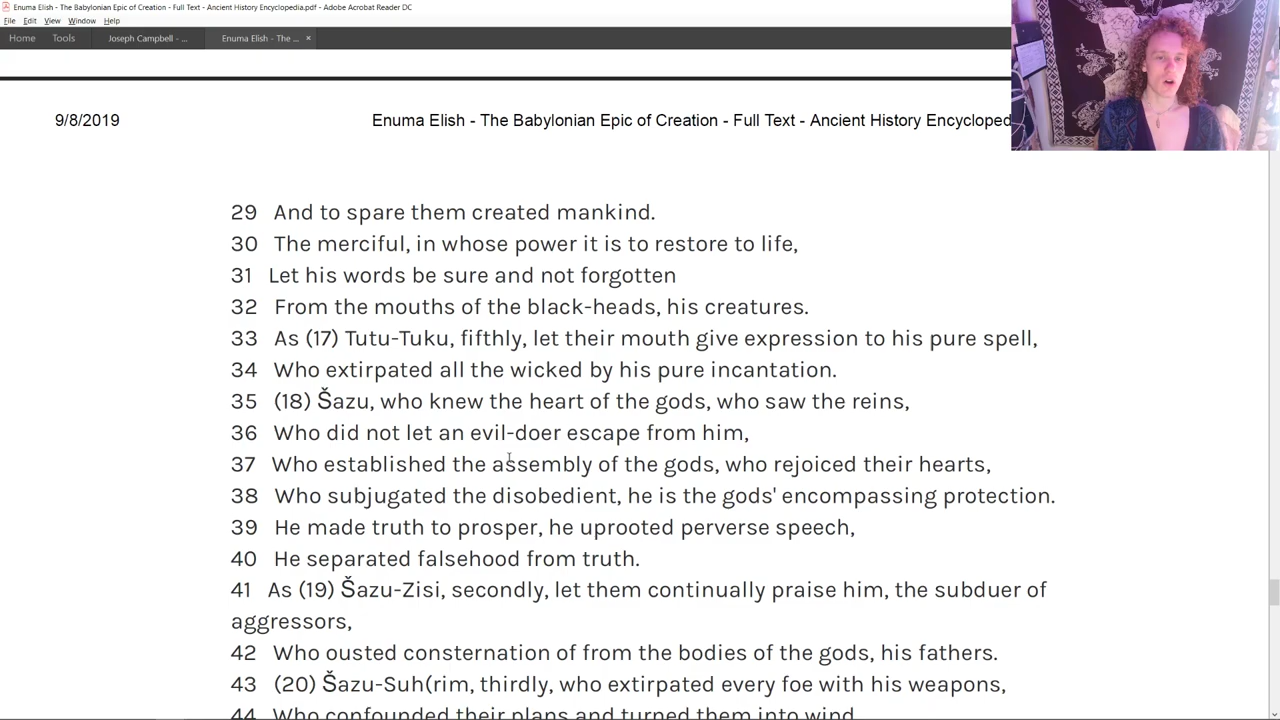 Enuma Elish - The Babylonian Epic of Creation - Full Text - Ancient History Encyclopedia.pdf - Adobe Acrobat Reader DC
File Edit View Window Help
Home Tools Joseph Campbell - ... Enuma Elish - The ... ×
9/8/2019 Enuma Elish - The Babylonian Epic of Creation - Full Text - Ancient History Encycloped
29 And to spare them created mankind.
30 The merciful, in whose power it is to restore to life,
31 Let his words be sure and not forgotten
32 From the mouths of the black-heads, his creatures.
33 As (17) Tutu-Tuku, fifthly, let their mouth give expression to his pure spell,
34 Who extirpated all the wicked by his pure incantation.
35 (18) Šazu, who knew the heart of the gods, who saw the reins,
36 Who did not let an evil-doer escape from him,
37 Who established the assembly of the gods, who rejoiced their hearts,
38 Who subjugated the disobedient, he is the gods' encompassing protection.
39 He made truth to prosper, he uprooted perverse speech,
40 He separated falsehood from truth.
41 As (19) Šazu-Zisi, secondly, let them continually praise him, the subduer of
aggressors,
42 Who ousted consternation of from the bodies of the gods, his fathers.
43 (20) Šazu-Suh(rim, thirdly, who extirpated every foe with his weapons,
44 Who confounded their plans and turned them into wind